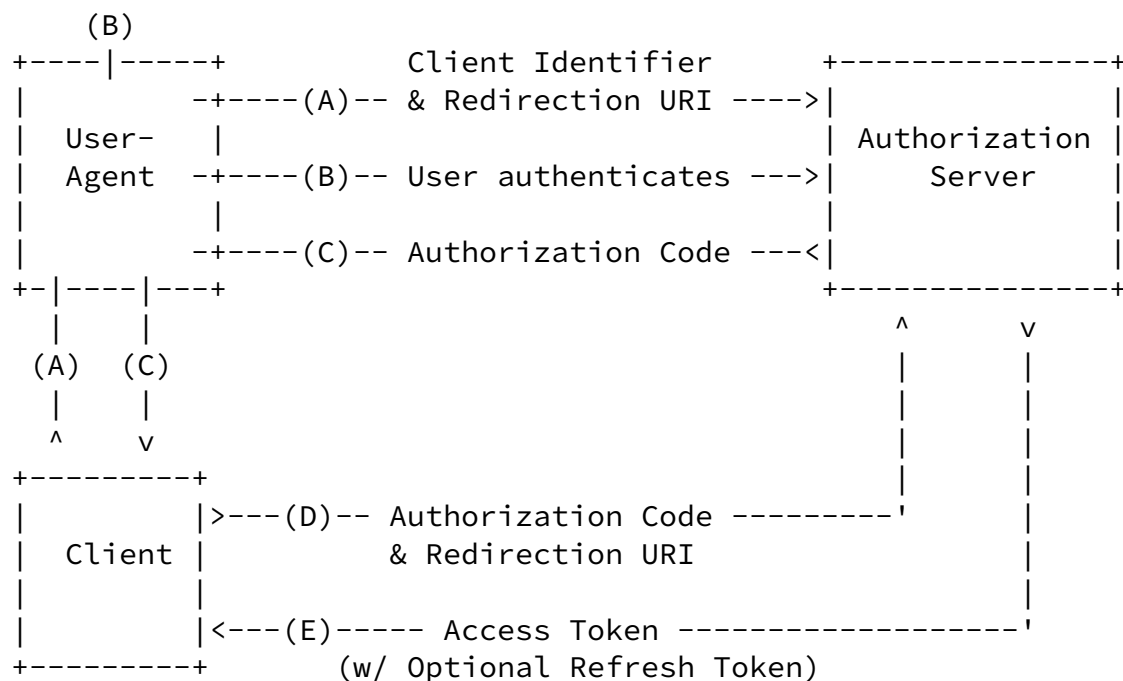 (B)
+----|-----+          Client Identifier      +---------------+
|         -+----(A)-- & Redirection URI ---->|               |
|  User-   |                                 | Authorization |
|  Agent  -+----(B)-- User authenticates --->|     Server    |
|          |                                 |               |
|         -+----(C)-- Authorization Code ---<|               |
+-|----|---+                                 +---------------+
  |    |                                         ^      v
 (A)  (C)                                        |      |
  |    |                                         |      |
  ^    v                                         |      |
+---------+                                      |      |
|         |>---(D)-- Authorization Code ---------'      |
|  Client |          & Redirection URI                  |
|         |                                             |
|         |<---(E)----- Access Token -------------------'
+---------+       (w/ Optional Refresh Token)